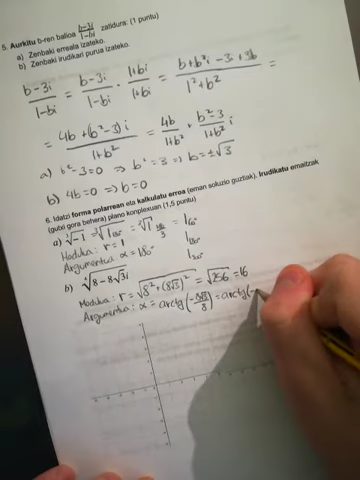 5. Aurkitu b-ren balioa b-3i/1-bi zatidura: (1 puntu)
a) Zenbaki erreala izateko.
b) Zenbaki irudikari purua izateko.
b-3i/1-bi = b-3i/1-bi · 1+bi/1+bi = b+b²i-3i+3b/1²+b² =
= 4b+(b²-3)i/1+b² = 4b/1+b² + b²-3/1+b² i
a) b²-3=0 ⇒ b²=3 ⇒ b=±√3
b) 4b=0 ⇒ b=0
6. Idatzi forma polarrean eta kalkulatu erroa (eman soluzio guztiak). Irudikatu emaitzak
(gutxi gora behera) plano konplexuan (1,5 puntu)
a) ∛-1 = ∛1₁₈₀° = 1₆₀°
Modulua: r=1
Argumentua: α=180°
1₁₈₀°
b) ∜8-8√3i
Modulua: r=√8²+(8√3)² = √256 = 16
Argumentua: α = arctg(-8√3/8) = arctg(-